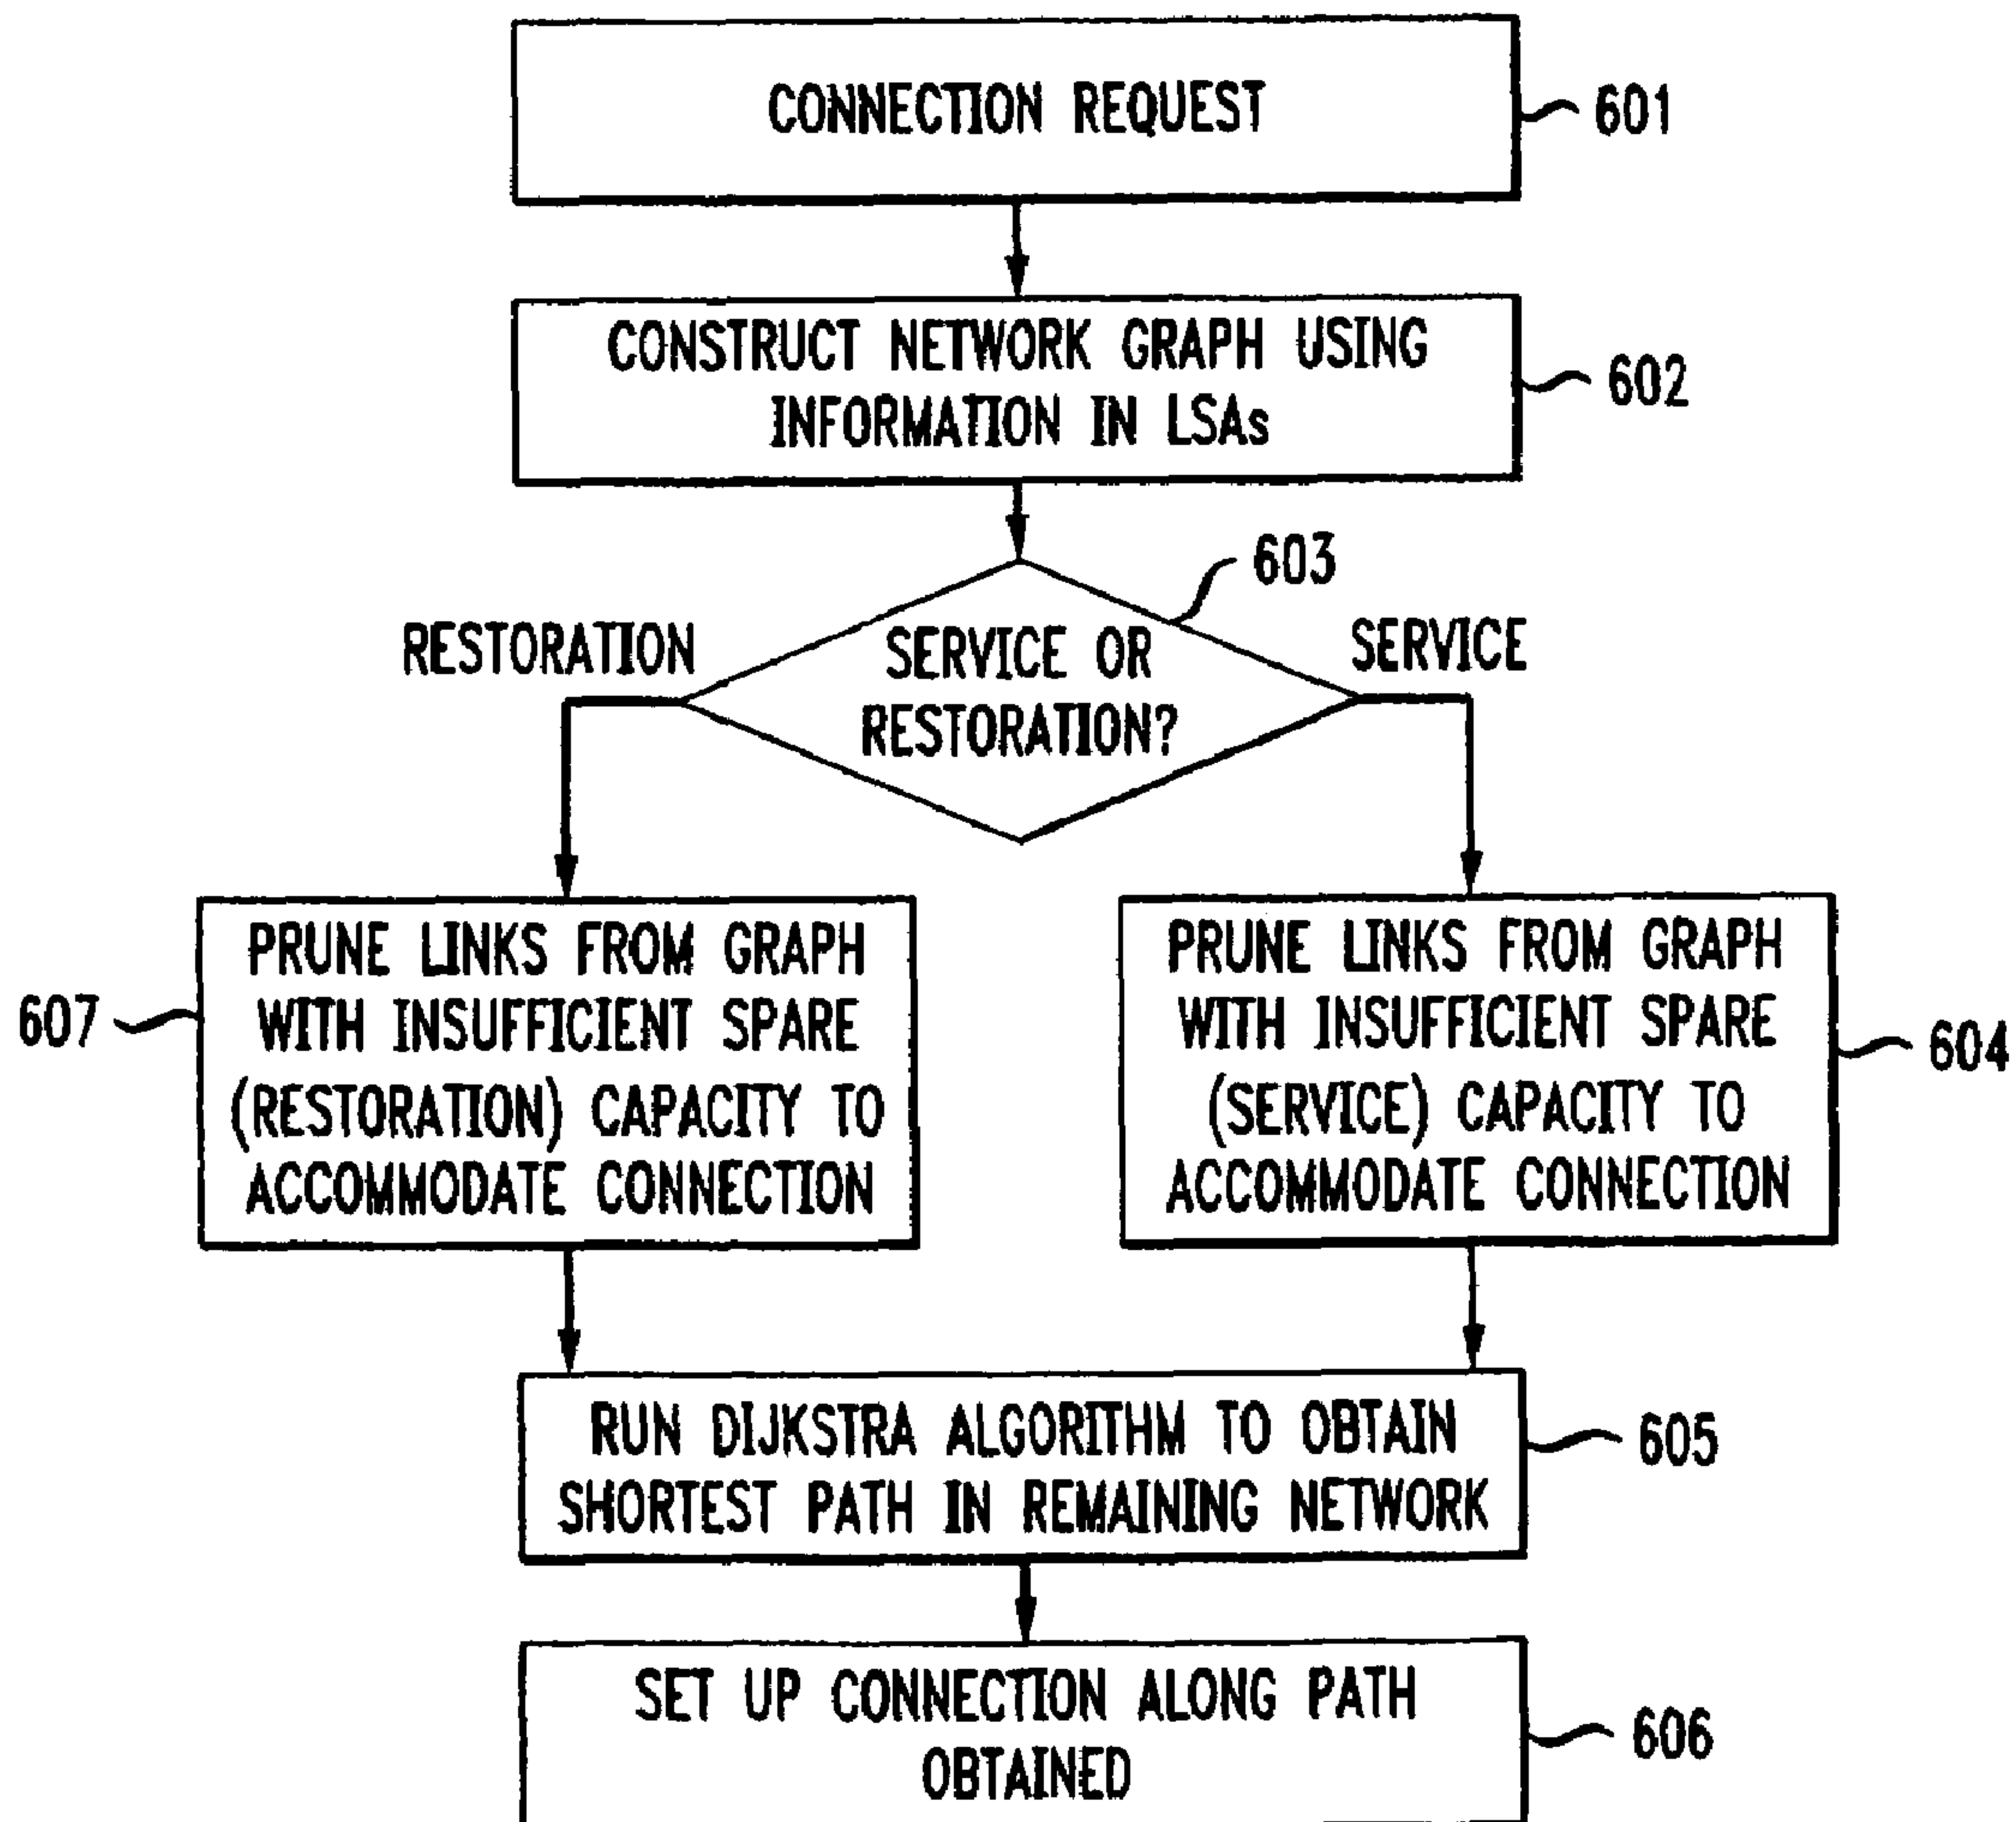 CONNECTION REQUEST
601
CONSTRUCT NETWORK GRAPH USING
INFORMATION IN LSAs
602
603
RESTORATION
SERVICE OR
RESTORATION?
SERVICE
607
PRUNE LINKS FROM GRAPH
WITH INSUFFICIENT SPARE
(RESTORATION) CAPACITY TO
ACCOMMODATE CONNECTION
PRUNE LINKS FROM GRAPH
WITH INSUFFICIENT SPARE
(SERVICE) CAPACITY TO
ACCOMMODATE CONNECTION
604
RUN DIJKSTRA ALGORITHM TO OBTAIN
SHORTEST PATH IN REMAINING NETWORK
605
SET UP CONNECTION ALONG PATH
OBTAINED
606